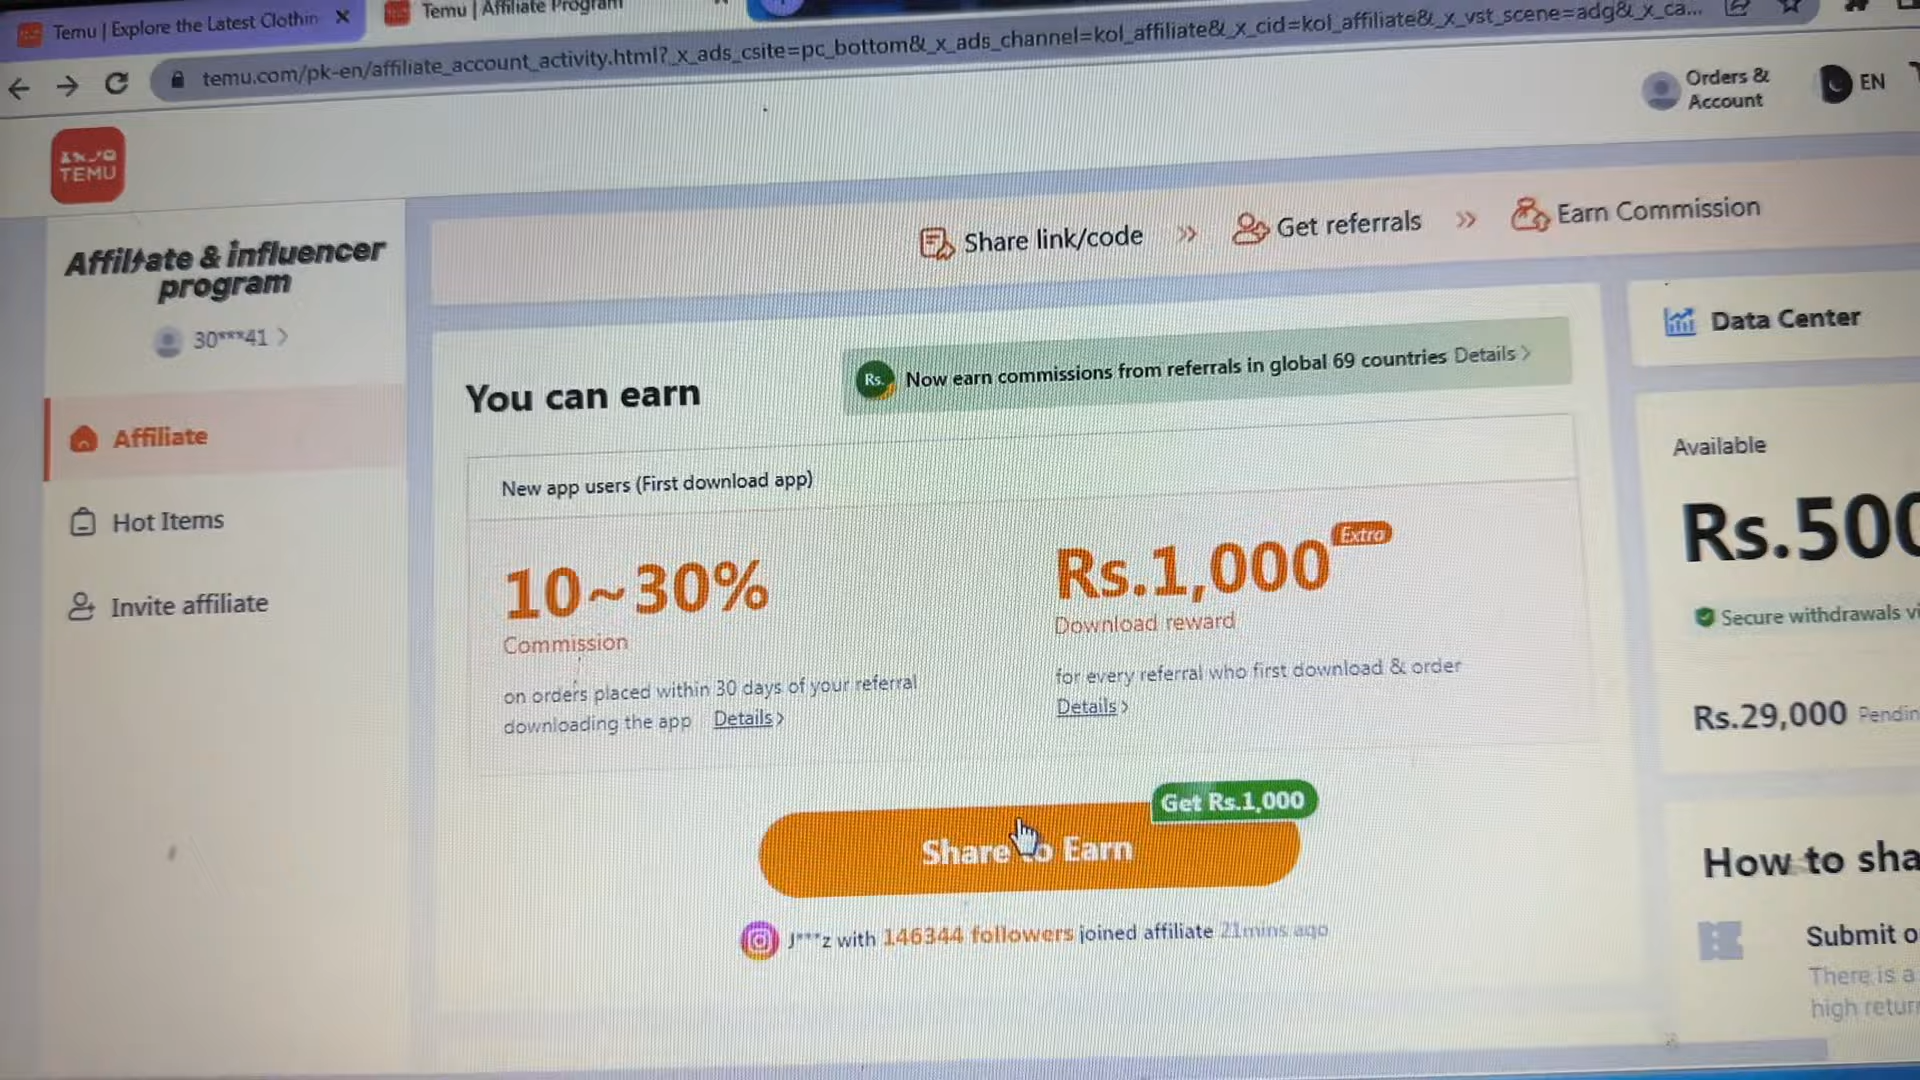 Temu | Explore the Latest Clothin
Temu | Affiliate Program
temu.com/pk-en/affiliate_account_activity.html?_x_ads_csite=pc_bottom&_x_ads_channel=kol_affiliate&_x_cid=kol_affiliate&_x_vst_scene=adg&_x_ca...
Orders &
Account
EN
TEMU
Share link/code
Get referrals
Earn Commission
Affiliate & influencer
program
30***41 >
Affiliate
Hot Items
Invite affiliate
You can earn
Rs.
Now earn commissions from referrals in global 69 countries Details >
New app users (First download app)
10~30%
Commission
on orders placed within 30 days of your referral
downloading the app Details >
Rs.1,000
Extra
Download reward
for every referral who first download & order
Details >
Get Rs.1,000
Share to Earn
J***z with 146344 followers joined affiliate 21mins ago
Data Center
Available
Rs.500
Secure withdrawals vi
Rs.29,000 Pendin
How to sha
Submit o
There is a
high return